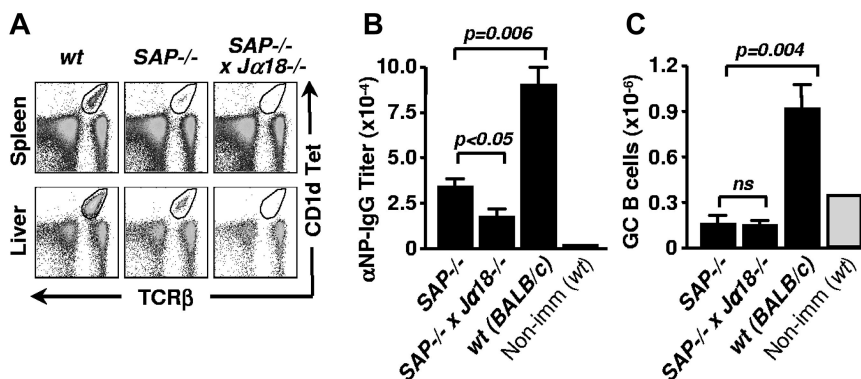 A
wt
SAP-/-
SAP-/-
x Jα18-/-
Spleen
Liver
CD1d Tet
TCRβ
B
p=0.006
p<0.05
αNP-IgG Titer (x10⁻⁴)
10.0
7.5
5.0
2.5
0
SAP-/-
SAP-/- x Jα18-/-
wt (BALB/c)
Non-imm (wt)
C
p=0.004
ns
GC B cells (x10⁻⁶)
1.2
0.9
0.6
0.3
0
SAP-/-
SAP-/- x Jα18-/-
wt (BALB/c)
Non-imm (wt)